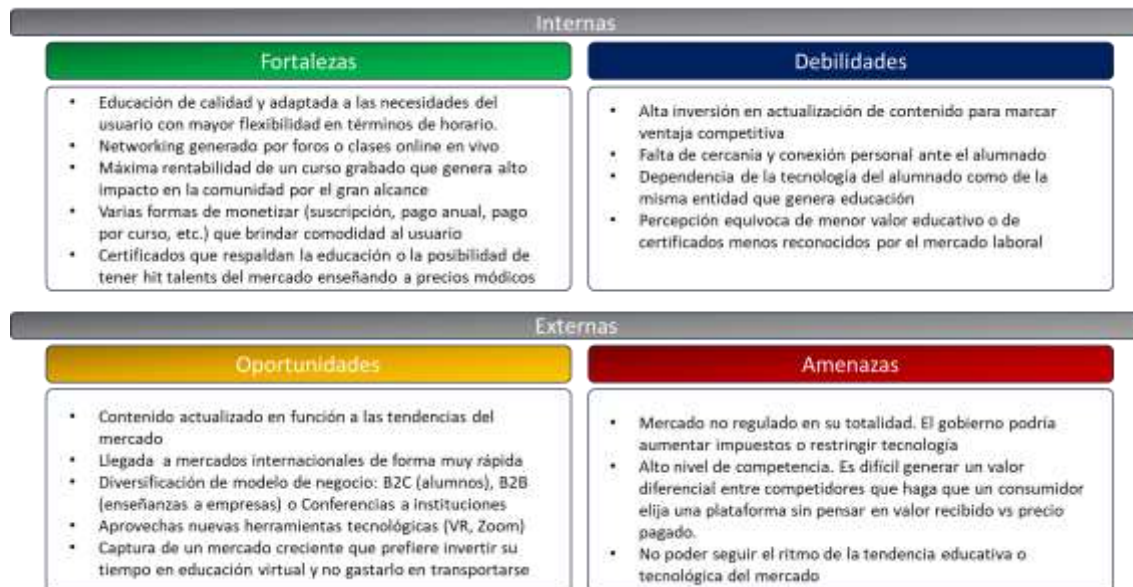 Internas
Fortalezas
• Educación de calidad y adaptada a las necesidades del
usuario con mayor flexibilidad en términos de horario.
• Networking generado por foros o clases online en vivo
• Máxima rentabilidad de un curso grabado que genera alto
impacto en la comunidad por el gran alcance
• Varias formas de monetizar (suscripción, pago anual, pago
por curso, etc.) que brindar comodidad al usuario
• Certificados que respaldan la educación o la posibilidad de
tener hit talents del mercado enseñando a precios módicos
Debilidades
• Alta inversión en actualización de contenido para marcar
ventaja competitiva
• Falta de cercanía y conexión personal ante el alumnado
• Dependencia de la tecnología del alumnado como de la
misma entidad que genera educación
• Percepción equivoca de menor valor educativo o de
certificados menos reconocidos por el mercado laboral
Externas
Oportunidades
• Contenido actualizado en función a las tendencias del
mercado
• Llegada a mercados internacionales de forma muy rápida
• Diversificación de modelo de negocio: B2C (alumnos), B2B
(enseñanzas a empresas) o Conferencias a instituciones
• Aprovechas nuevas herramientas tecnológicas (VR, Zoom)
• Captura de un mercado creciente que prefiere invertir su
tiempo en educación virtual y no gastarlo en transportarse
Amenazas
• Mercado no regulado en su totalidad. El gobierno podría
aumentar impuestos o restringir tecnología
• Alto nivel de competencia. Es difícil generar un valor
diferencial entre competidores que haga que un consumidor
elija una plataforma sin pensar en valor recibido vs precio
pagado.
• No poder seguir el ritmo de la tendencia educativa o
tecnológica del mercado